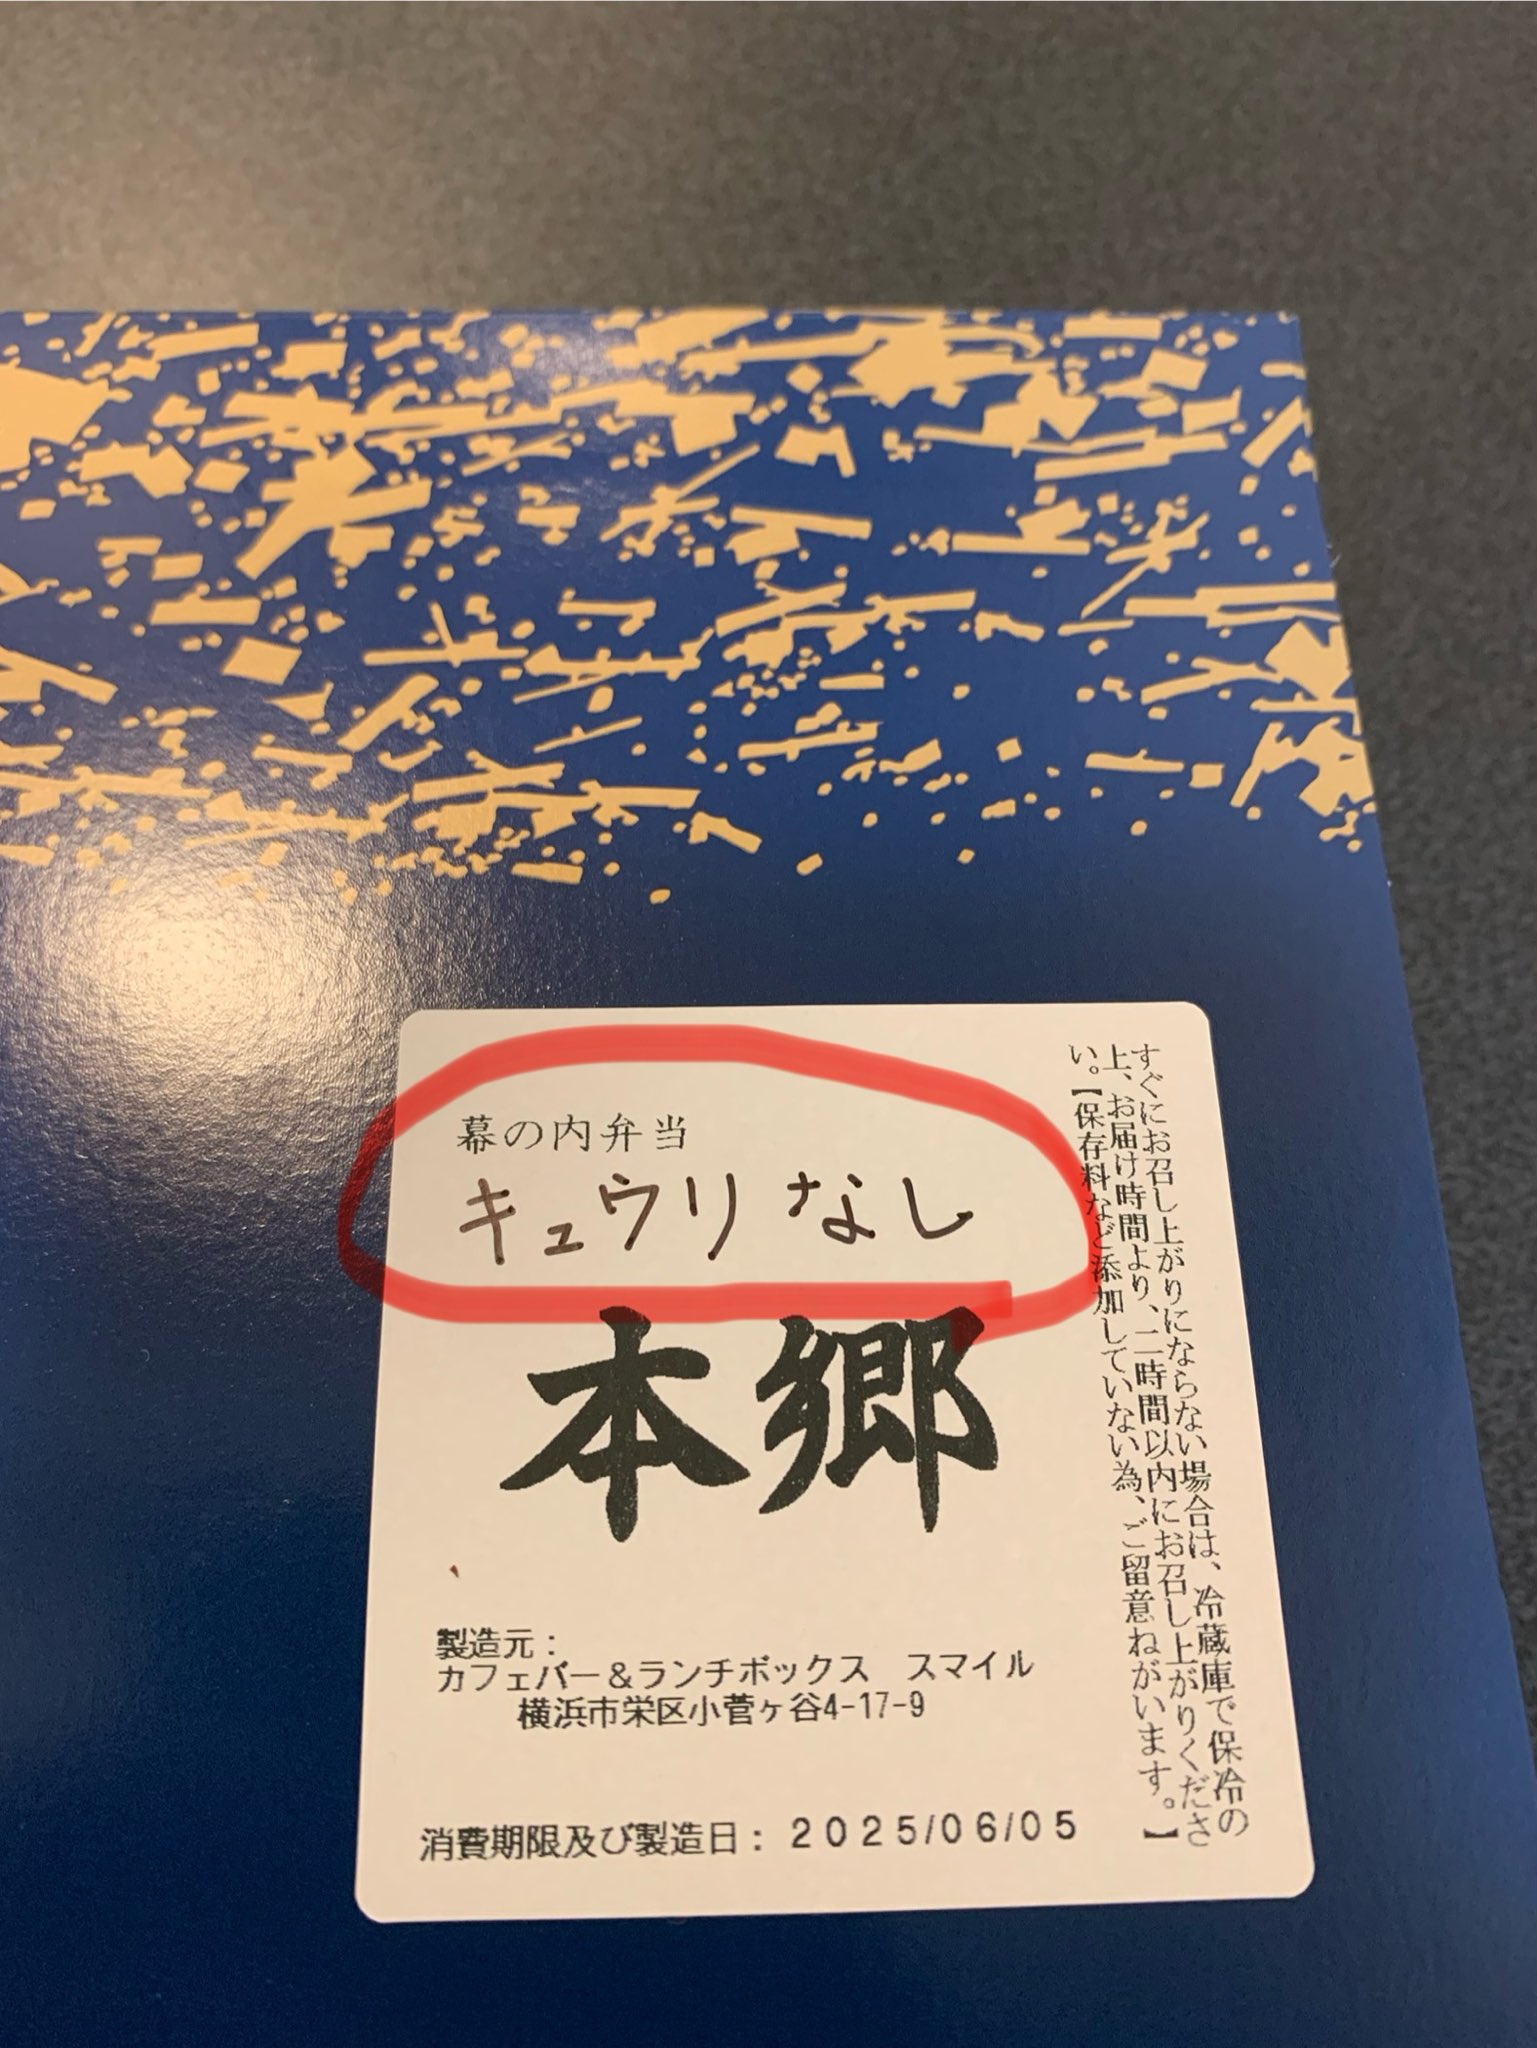 幕の内弁当
キュウリなし
本郷
製造元：
カフェバー＆ランチボックス　スマイル
横浜市栄区小菅ヶ谷4-17-9
消費期限及び製造日：2025/06/05
すぐにお召し上がりにならない場合は、冷蔵庫で保冷の
上、お届け時間より、二時間以内にお召し上がりくださ
い。【保存料など添加していない為、ご留意ねがいます。】